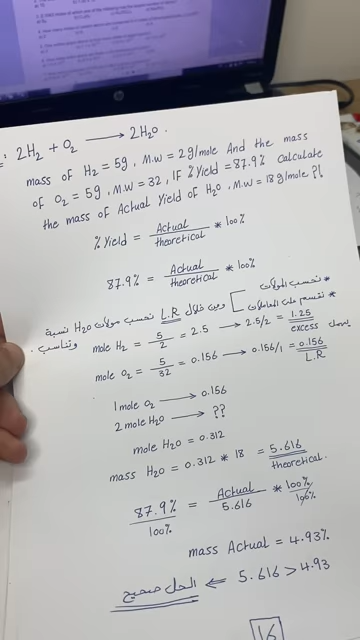 2H₂ + O₂ → 2H₂O.
mass of H₂ = 5g, M.W = 2 g/mole And the mass
of O₂ = 5g, M.W = 32, IF % Yield = 87.9% Calculate
the mass of Actual Yield of H₂O, M.W = 18 g/mole ?!
% Yield = Actual / theoretical * 100%
87.9% = Actual / theoretical * 100%
* نحسب المولات
* نقسم على المعاملات
ومن خلال L.R نحسب مولات H₂O نسبة
وتناسب.
mole H₂ = 5/2 = 2.5 → 2.5/2 = 1.25 excess
mole O₂ = 5/32 = 0.156 → 0.156/1 = 0.156 L.R
1 mole O₂ → 0.156
2 mole H₂O → ??
mole H₂O = 0.312
mass H₂O = 0.312 * 18 = 5.616 theoretical.
87.9% / 100% = Actual / 5.616 * 100% / 100%
mass Actual = 4.93%
5.616 > 4.93 ⇐ الحل صحيح
16